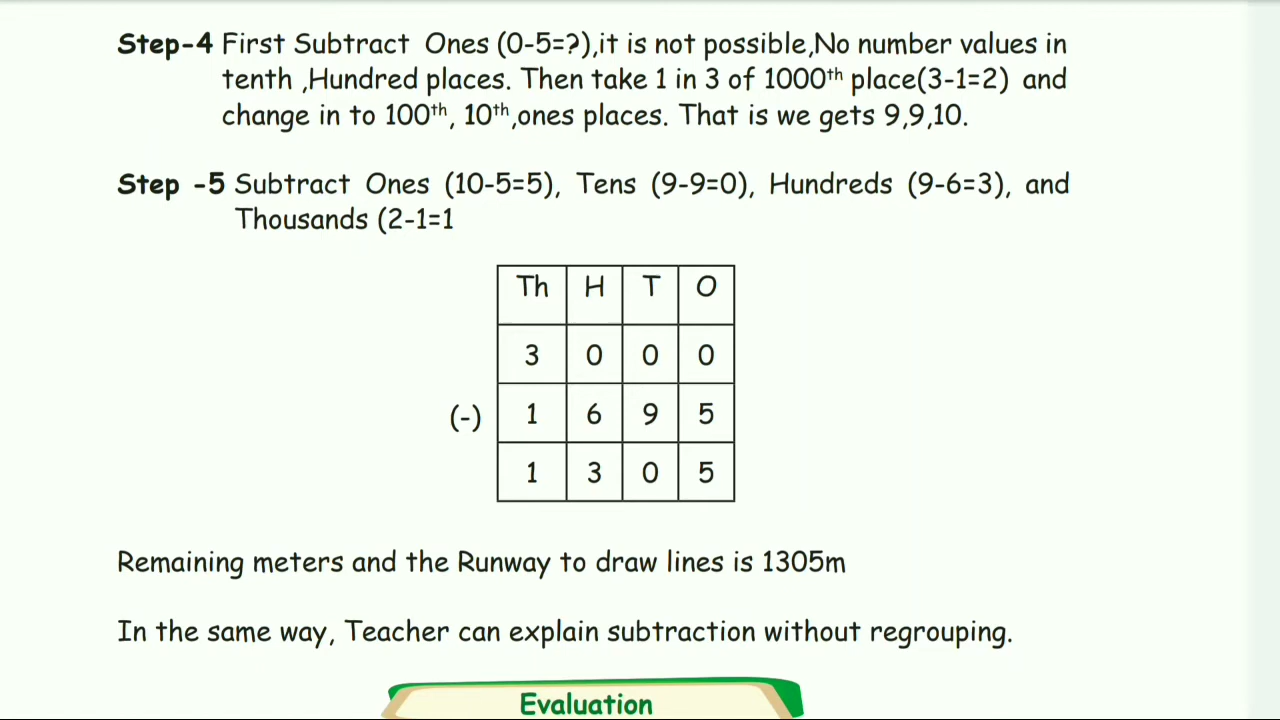 Step-4 First Subtract Ones (0-5=?),it is not possible,No number values in
tenth ,Hundred places. Then take 1 in 3 of 1000th place(3-1=2) and
change in to 100th, 10th,ones places. That is we gets 9,9,10.
Step -5 Subtract Ones (10-5=5), Tens (9-9=0), Hundreds (9-6=3), and
Thousands (2-1=1
Th H T O
3 0 0 0
(-) 1 6 9 5
1 3 0 5
Remaining meters and the Runway to draw lines is 1305m
In the same way, Teacher can explain subtraction without regrouping.
Evaluation